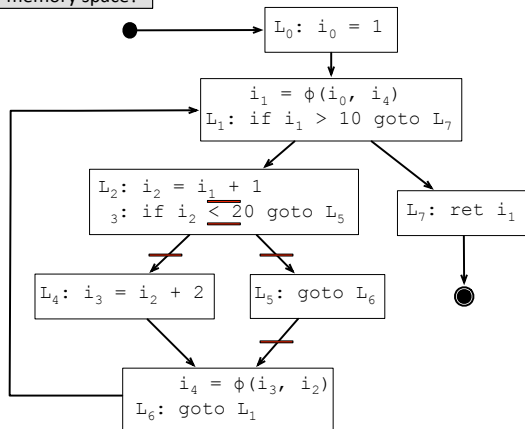 memory space?
L₀: i₀ = 1
i₁ = ϕ(i₀, i₄)
L₁: if i₁ > 10 goto L₇
L₂: i₂ = i₁ + 1
3: if i₂ < 20 goto L₅
L₇: ret i₁
L₄: i₃ = i₂ + 2
L₅: goto L₆
i₄ = ϕ(i₃, i₂)
L₆: goto L₁